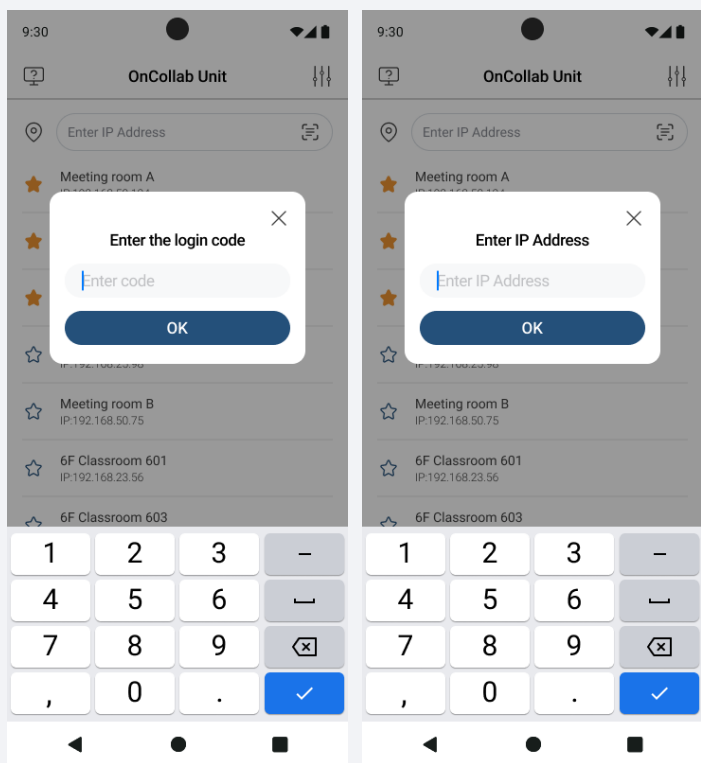 9:30
OnCollab Unit
Enter IP Address
Meeting room A
Enter the login code
Enter code
OK
Meeting room B
IP:192.168.50.75
6F Classroom 601
IP:192.168.23.56
6F Classroom 603
1 2 3 –
4 5 6
7 8 9
, 0 .
9:30
OnCollab Unit
Enter IP Address
Meeting room A
Enter IP Address
Enter IP Address
OK
Meeting room B
IP:192.168.50.75
6F Classroom 601
IP:192.168.23.56
6F Classroom 603
1 2 3 –
4 5 6
7 8 9
, 0 .